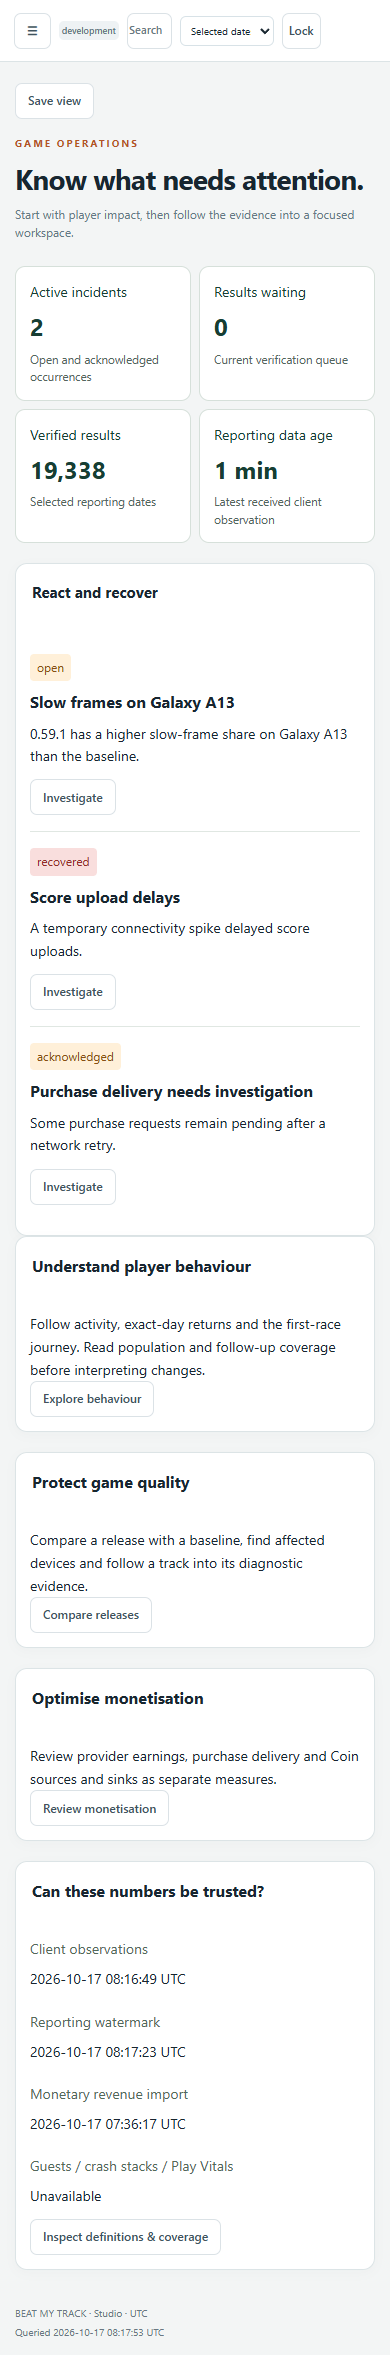 ☰ development Search Selected date Lock
Save view
GAME OPERATIONS
Know what needs attention.
Start with player impact, then follow the evidence into a focused
workspace.
Active incidents
2
Open and acknowledged
occurrences
Results waiting
0
Current verification queue
Verified results
19,338
Selected reporting dates
Reporting data age
1 min
Latest received client
observation
React and recover
open
Slow frames on Galaxy A13
0.59.1 has a higher slow-frame share on Galaxy A13
than the baseline.
Investigate
recovered
Score upload delays
A temporary connectivity spike delayed score
uploads.
Investigate
acknowledged
Purchase delivery needs investigation
Some purchase requests remain pending after a
network retry.
Investigate
Understand player behaviour
Follow activity, exact-day returns and the first-race
journey. Read population and follow-up coverage
before interpreting changes.
Explore behaviour
Protect game quality
Compare a release with a baseline, find affected
devices and follow a track into its diagnostic
evidence.
Compare releases
Optimise monetisation
Review provider earnings, purchase delivery and Coin
sources and sinks as separate measures.
Review monetisation
Can these numbers be trusted?
Client observations
2026-10-17 08:16:49 UTC
Reporting watermark
2026-10-17 08:17:23 UTC
Monetary revenue import
2026-10-17 07:36:17 UTC
Guests / crash stacks / Play Vitals
Unavailable
Inspect definitions & coverage
BEAT MY TRACK · Studio · UTC
Queried 2026-10-17 08:17:53 UTC